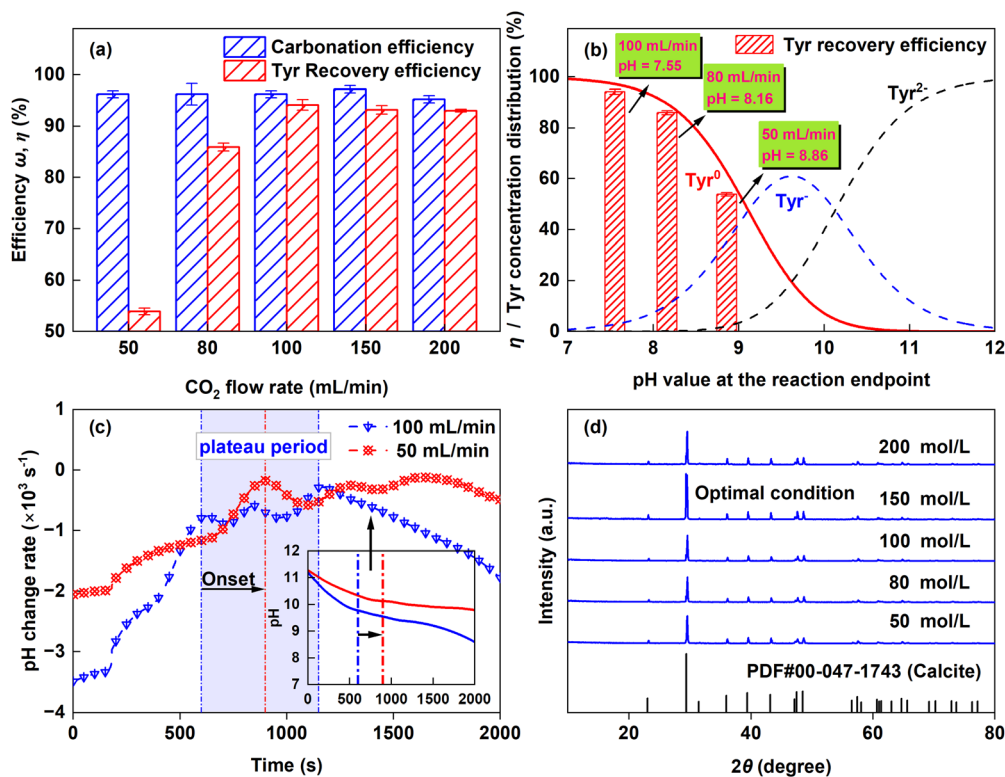 (a)
Carbonation efficiency
Tyr Recovery efficiency
Efficiency ω, η (%)
100
90
80
70
60
50
50 80 100 150 200
CO₂ flow rate (mL/min)
(b)
Tyr recovery efficiency
100 mL/min
pH = 7.55
80 mL/min
pH = 8.16
50 mL/min
pH = 8.86
Tyr²⁻
Tyr⁰
Tyr⁻
η / Tyr concentration distribution (%)
100
80
60
40
20
0
7 8 9 10 11 12
pH value at the reaction endpoint
(c)
plateau period
100 mL/min
50 mL/min
Onset
pH change rate (×10³ s⁻¹)
1
0
−1
−2
−3
−4
pH
12
11
10
9
8
7
0 500 1000 2000
0 500 1000 1500 2000
Time (s)
(d)
200 mol/L
Optimal condition
150 mol/L
100 mol/L
80 mol/L
50 mol/L
PDF#00-047-1743 (Calcite)
Intensity (a.u.)
20 40 60 80
2θ (degree)